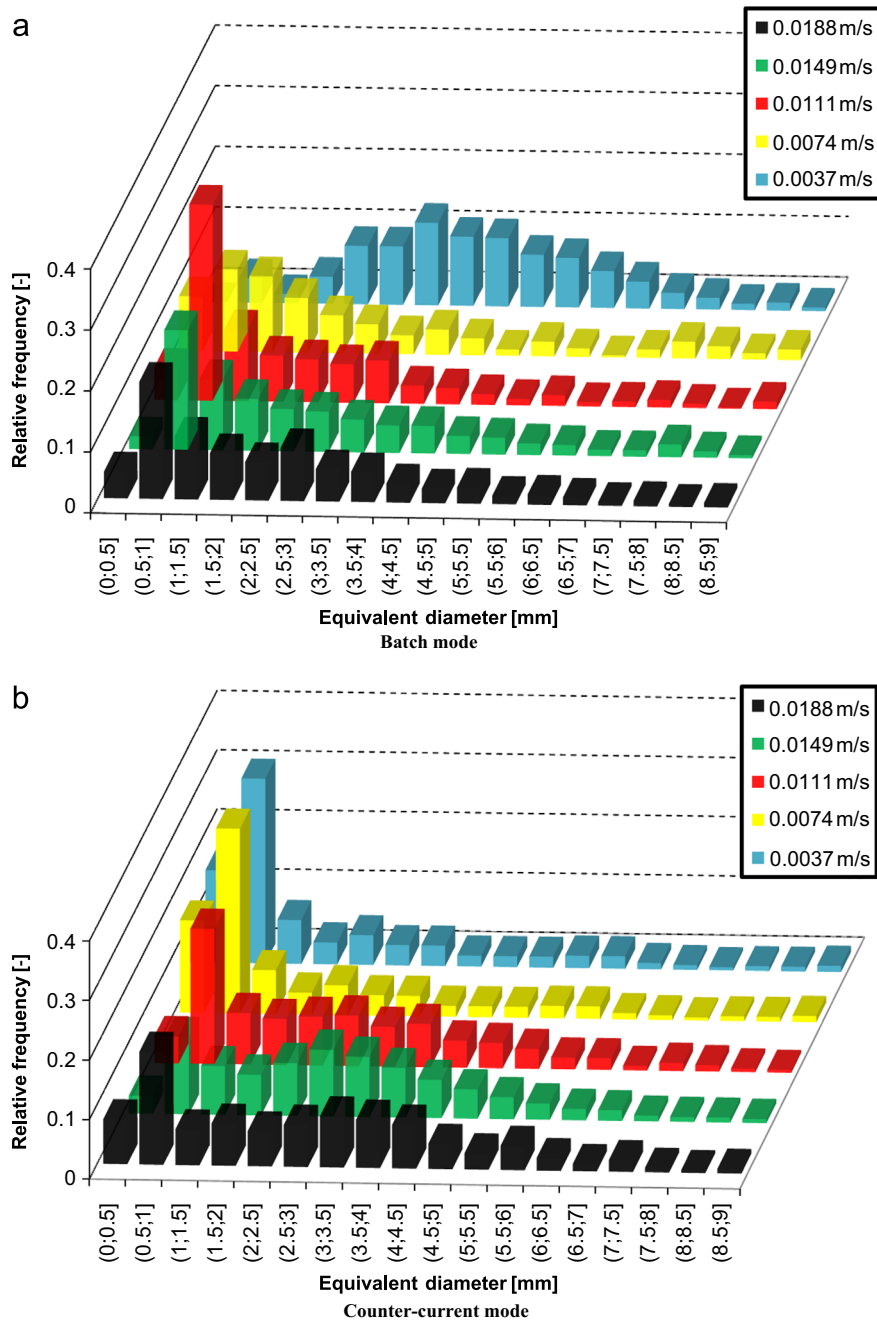 a
0.0188 m/s
0.0149 m/s
0.0111 m/s
0.0074 m/s
0.0037 m/s
Relative frequency [-]
0.4
0.3
0.2
0.1
0
(0;0.5]
(0.5;1]
(1;1.5]
(1.5;2]
(2;2.5]
(2.5;3]
(3;3.5]
(3.5;4]
(4;4.5]
(4.5;5]
(5;5.5]
(5.5;6]
(6;6.5]
(6.5;7]
(7;7.5]
(7.5;8]
(8;8.5]
(8.5;9]
Equivalent diameter [mm]
Batch mode
b
0.0188 m/s
0.0149 m/s
0.0111 m/s
0.0074 m/s
0.0037 m/s
Relative frequency [-]
0.4
0.3
0.2
0.1
0
(0;0.5]
(0.5;1]
(1;1.5]
(1.5;2]
(2;2.5]
(2.5;3]
(3;3.5]
(3.5;4]
(4;4.5]
(4.5;5]
(5;5.5]
(5.5;6]
(6;6.5]
(6.5;7]
(7;7.5]
(7.5;8]
(8;8.5]
(8.5;9]
Equivalent diameter [mm]
Counter-current mode